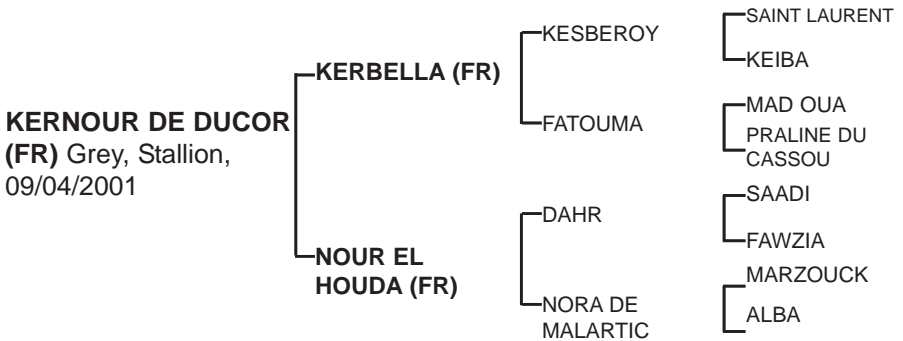 KERNOUR DE DUCOR
(FR) Grey, Stallion,
09/04/2001
KERBELLA (FR)
NOUR EL
HOUDA (FR)
KESBEROY
FATOUMA
DAHR
NORA DE
MALARTIC
SAINT LAURENT
KEIBA
MAD OUA
PRALINE DU
CASSOU
SAADI
FAWZIA
MARZOUCK
ALBA